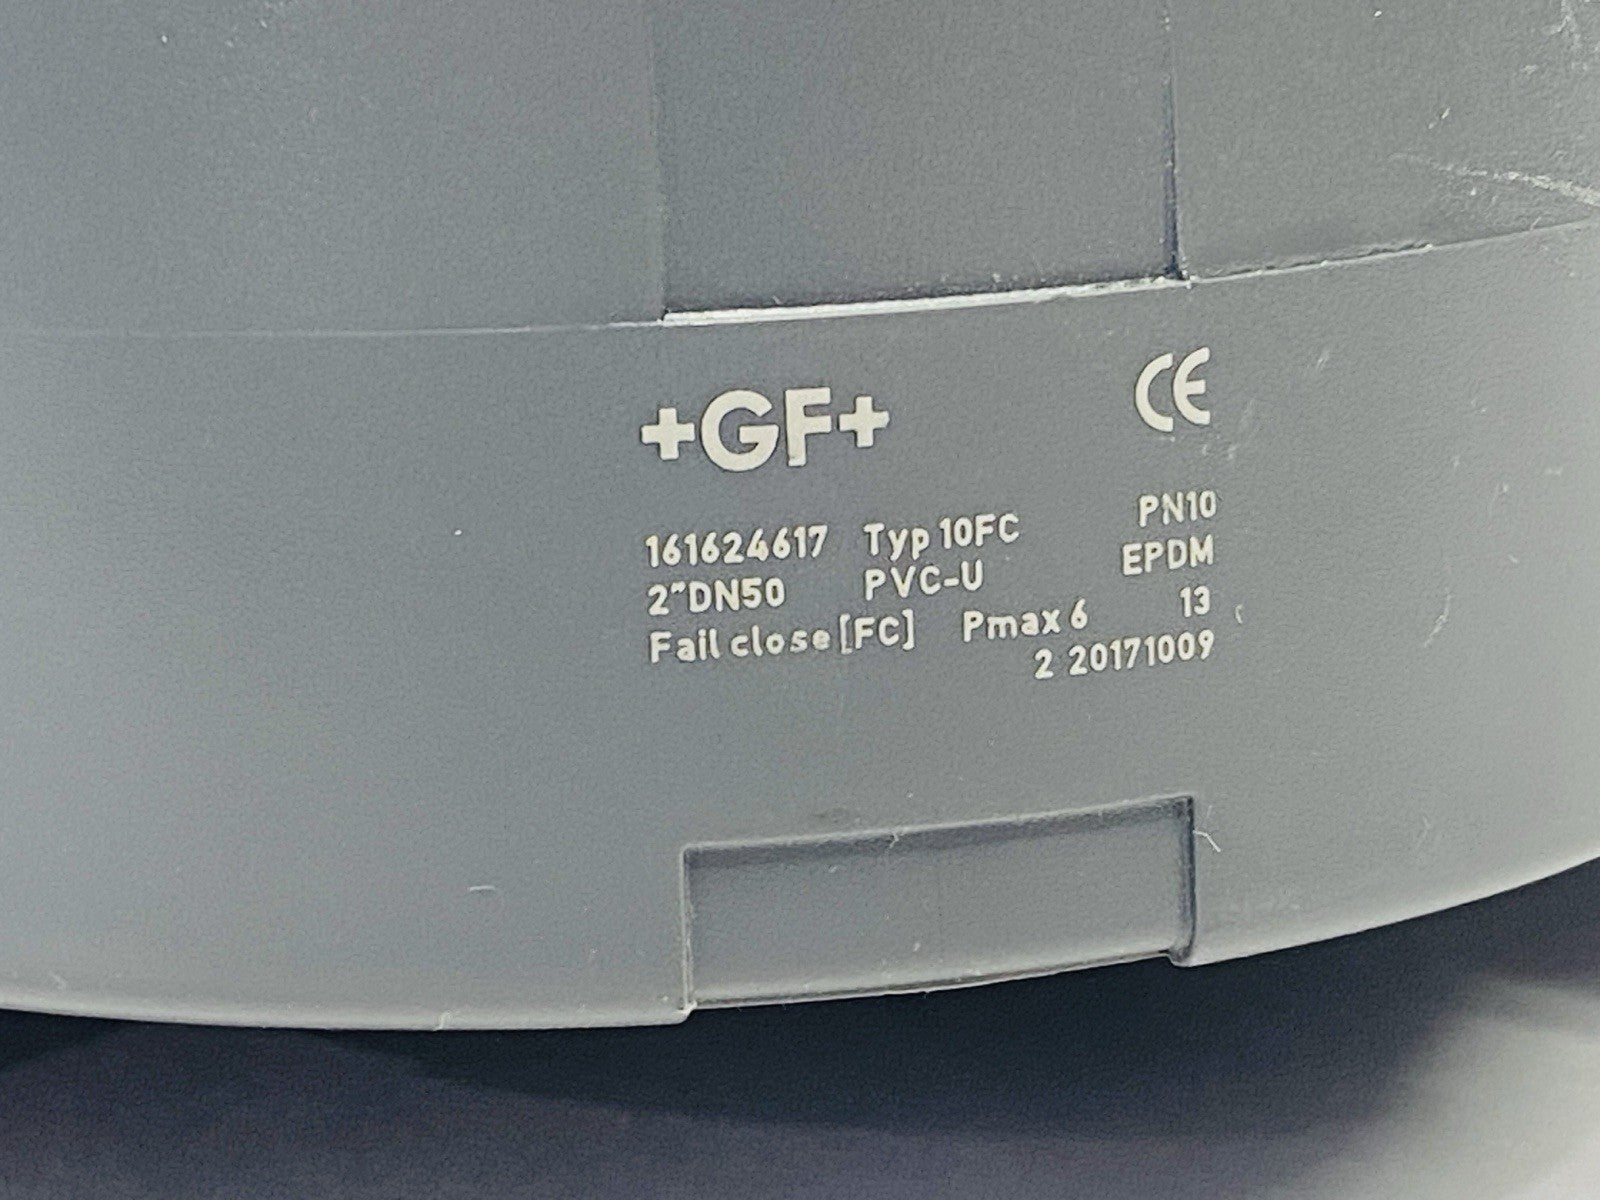 +GF+ CE
161624617 Typ 10FC PN10
2"DN50 PVC-U EPDM
Fail close [FC] Pmax 6 13
2 20171009